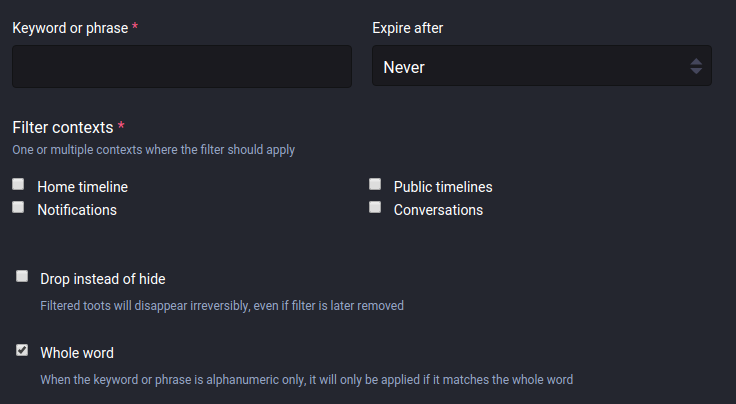 Keyword or phrase *
Expire after
Never
Filter contexts *
One or multiple contexts where the filter should apply
Home timeline
Public timelines
Notifications
Conversations
Drop instead of hide
Filtered toots will disappear irreversibly, even if filter is later removed
Whole word
When the keyword or phrase is alphanumeric only, it will only be applied if it matches the whole word